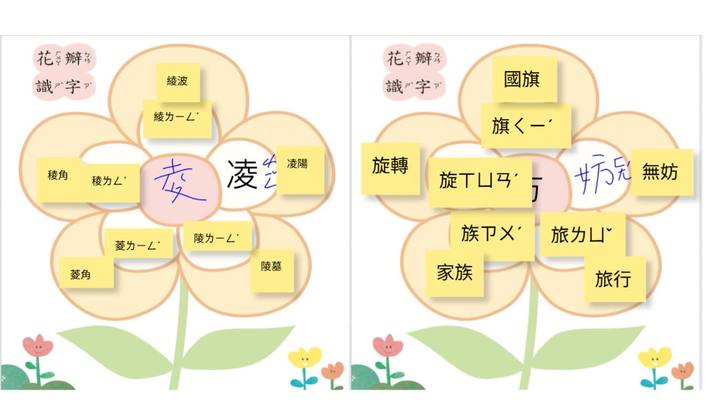 花ㄏㄨㄚ瓣ㄅㄢˋ
識ㄕˋ字ㄗˋ
綾波
綾ㄌㄧㄥˊ
稜角
稜ㄌㄥˊ
夌
凌
凌陽
菱ㄌㄧㄥˊ
陵ㄌㄧㄥˊ
菱角
陵墓
花ㄏㄨㄚ瓣ㄅㄢˋ
識ㄕˋ字ㄗˋ
國旗
旗ㄑㄧˊ
旋轉
旋ㄒㄩㄢˊ
方
妨
無妨
族ㄗㄨˊ
旅ㄌㄩˇ
家族
旅行